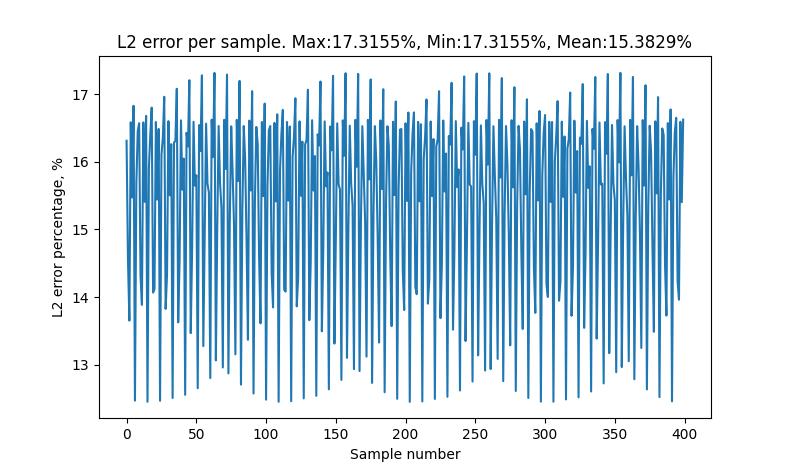 L2 error per sample. Max:17.3155%, Min:17.3155%, Mean:15.3829%
L2 error percentage, %
17
16
15
14
13
0 50 100 150 200 250 300 350 400
Sample number